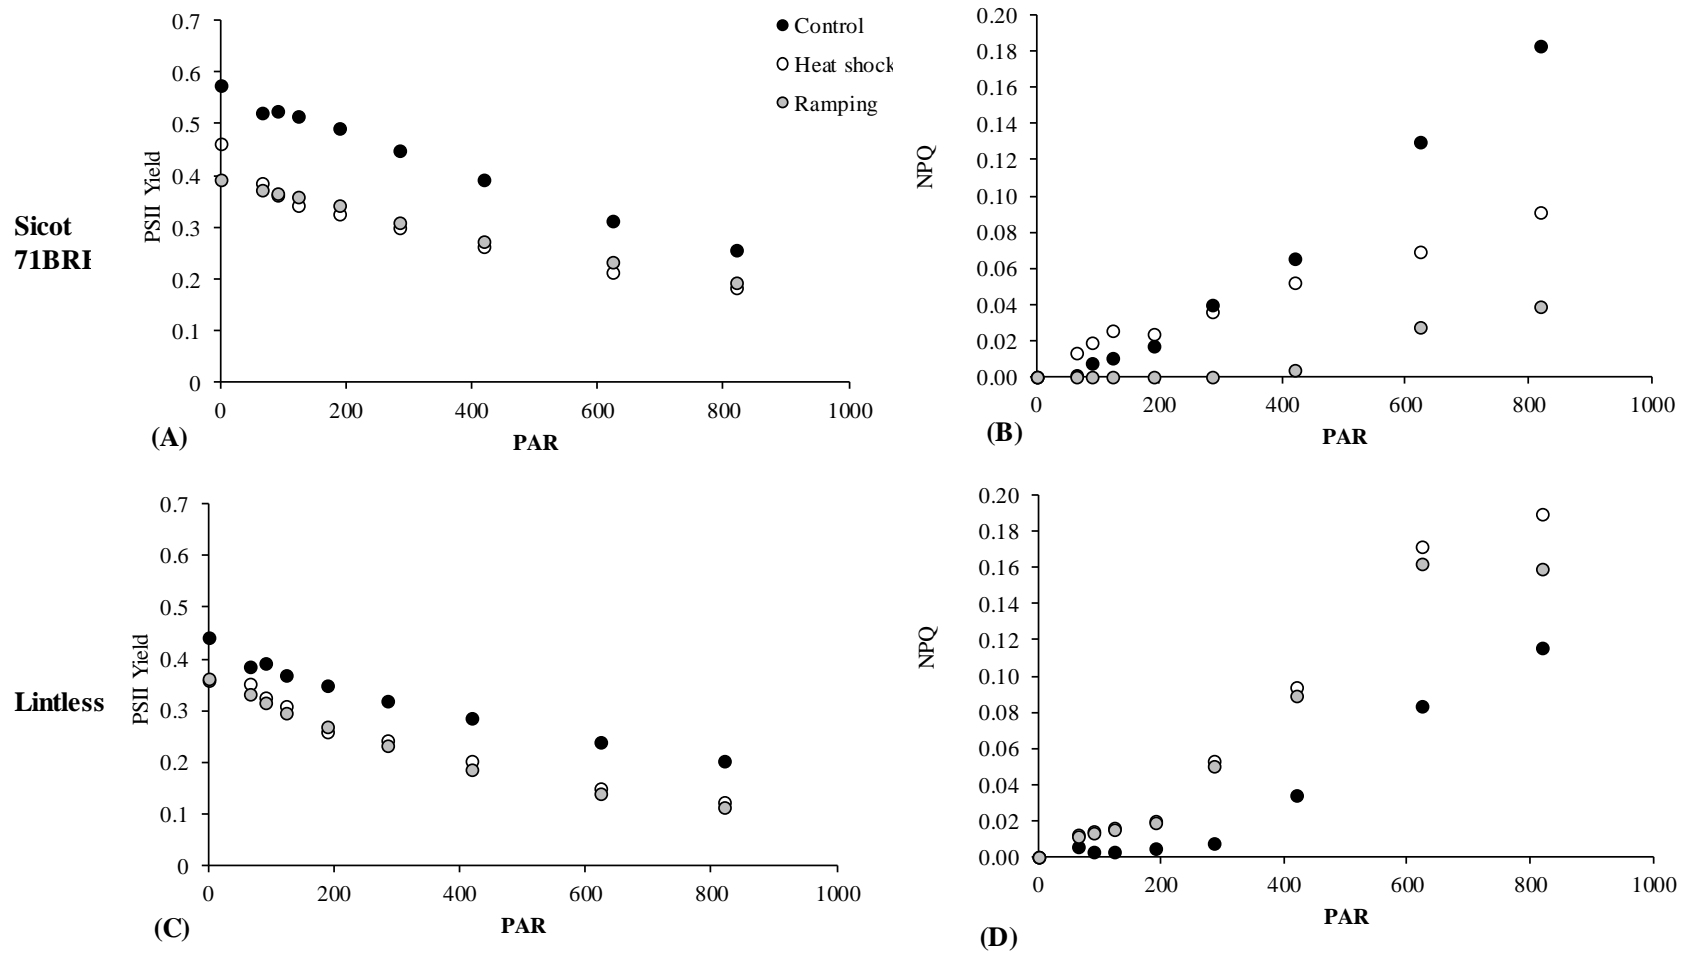 0.7
0.6
0.5
0.4
0.3
0.2
0.1
0
PSII Yield
0 200 400 600 800 1000
PAR
(A)
Control
Heat shock
Ramping
Sicot
71BRF
0.20
0.18
0.16
0.14
0.12
0.10
0.08
0.06
0.04
0.02
0.00
NPQ
0 200 400 600 800 1000
PAR
(B)
Lintless
0.7
0.6
0.5
0.4
0.3
0.2
0.1
0
PSII Yield
0 200 400 600 800 1000
PAR
(C)
0.20
0.18
0.16
0.14
0.12
0.10
0.08
0.06
0.04
0.02
0.00
NPQ
0 200 400 600 800 1000
PAR
(D)